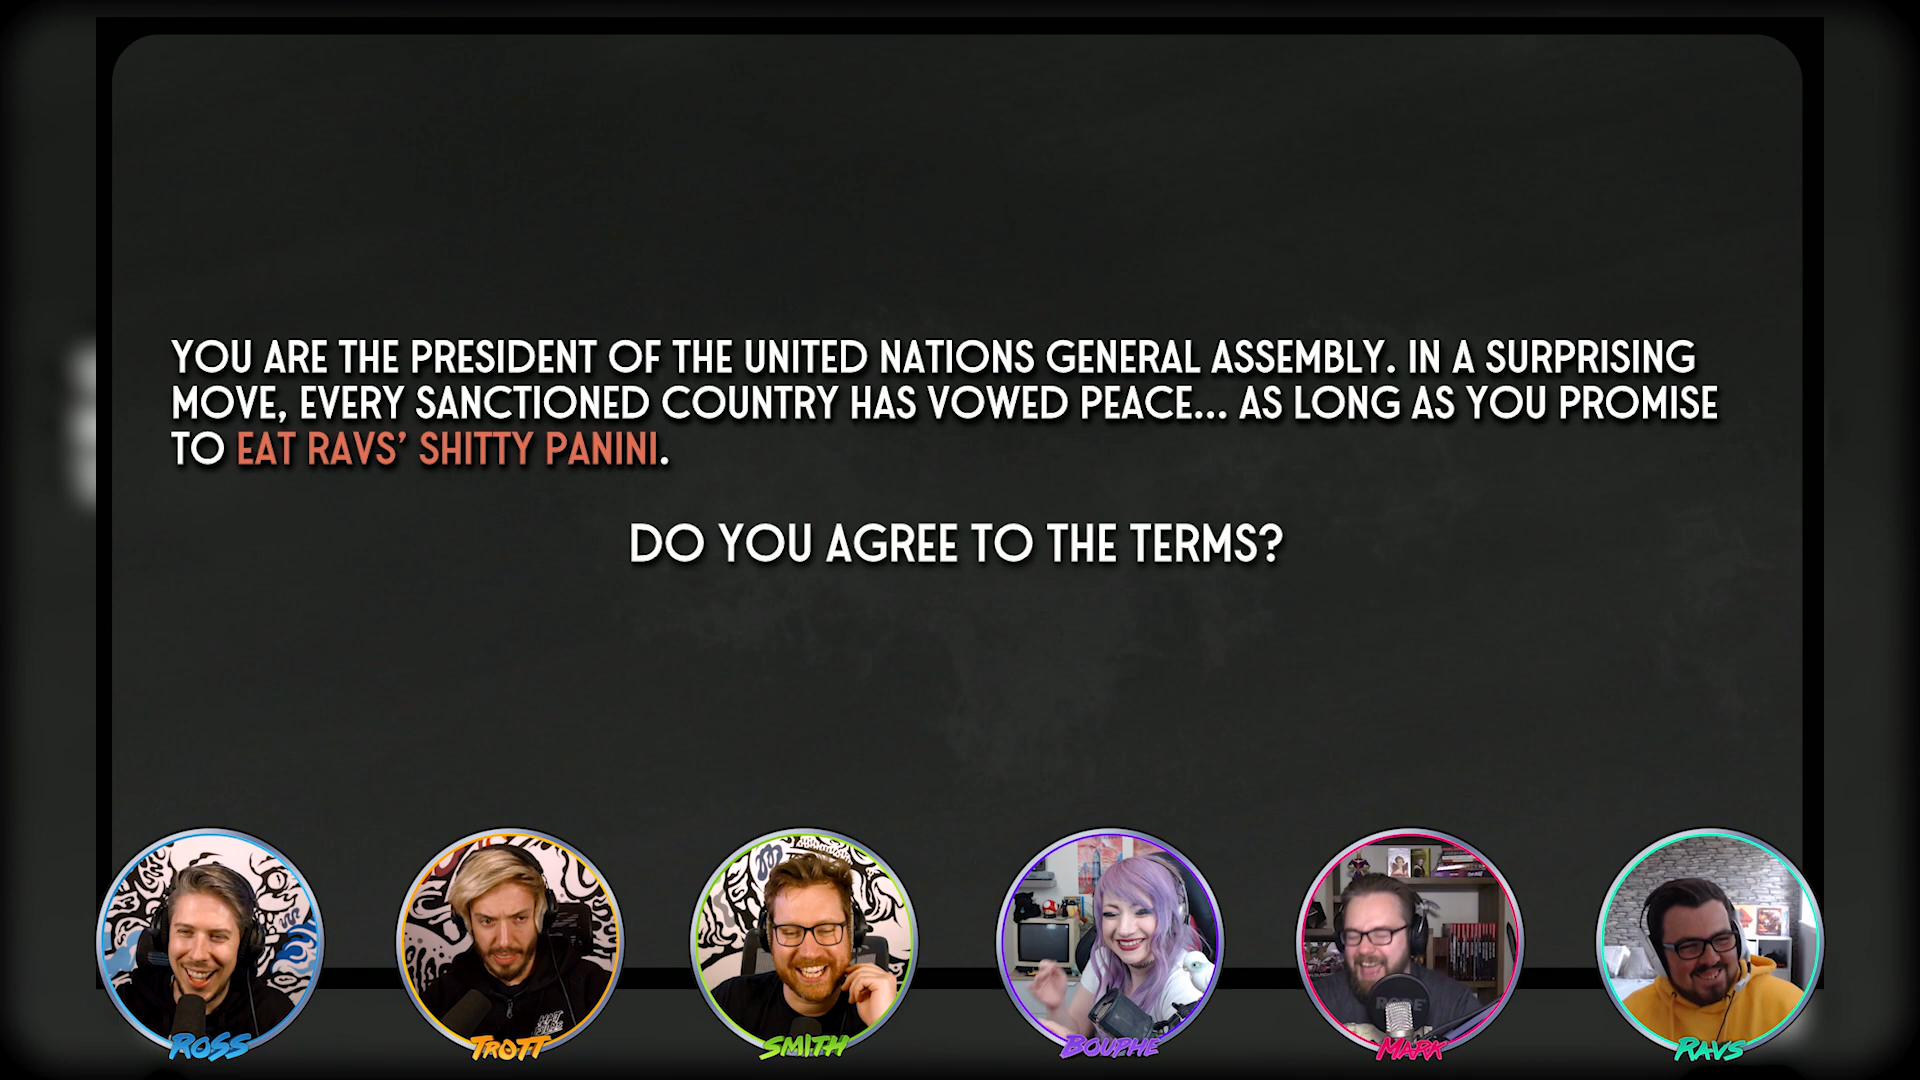 YOU ARE THE PRESIDENT OF THE UNITED NATIONS GENERAL ASSEMBLY. IN A SURPRISING
MOVE, EVERY SANCTIONED COUNTRY HAS VOWED PEACE... AS LONG AS YOU PROMISE
TO EAT RAVS' SHITTY PANINI.
DO YOU AGREE TO THE TERMS?
ROSS
TROTT
SMITH
BOUPHE
MARK
RAVS